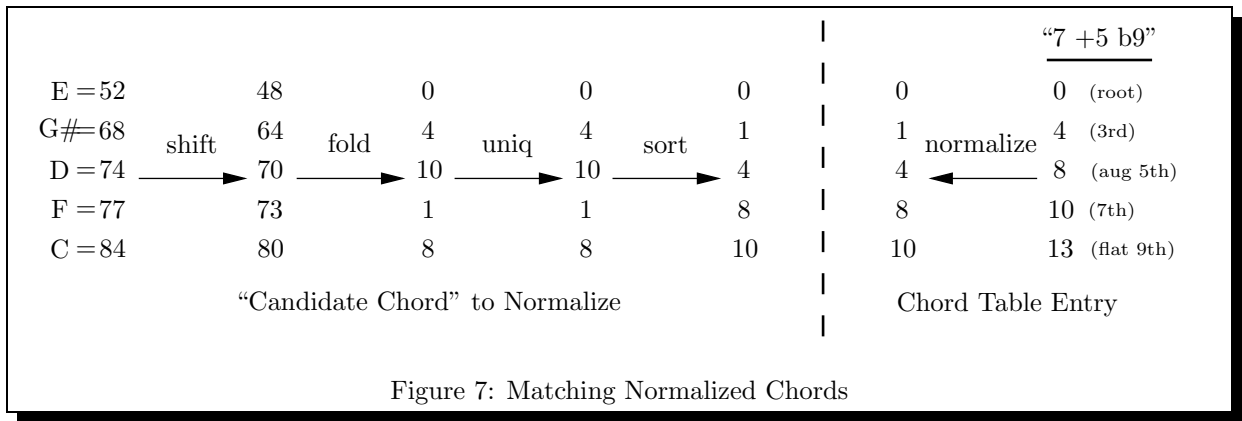 “7 +5 b9”
E = 52 48 0 0 0 0 0 (root)
G# = 68 64 4 4 1 1 4 (3rd)
shift fold uniq sort normalize
D = 74 70 10 10 4 4 8 (aug 5th)
F = 77 73 1 1 8 8 10 (7th)
C = 84 80 8 8 10 10 13 (flat 9th)
“Candidate Chord” to Normalize Chord Table Entry
Figure 7: Matching Normalized Chords